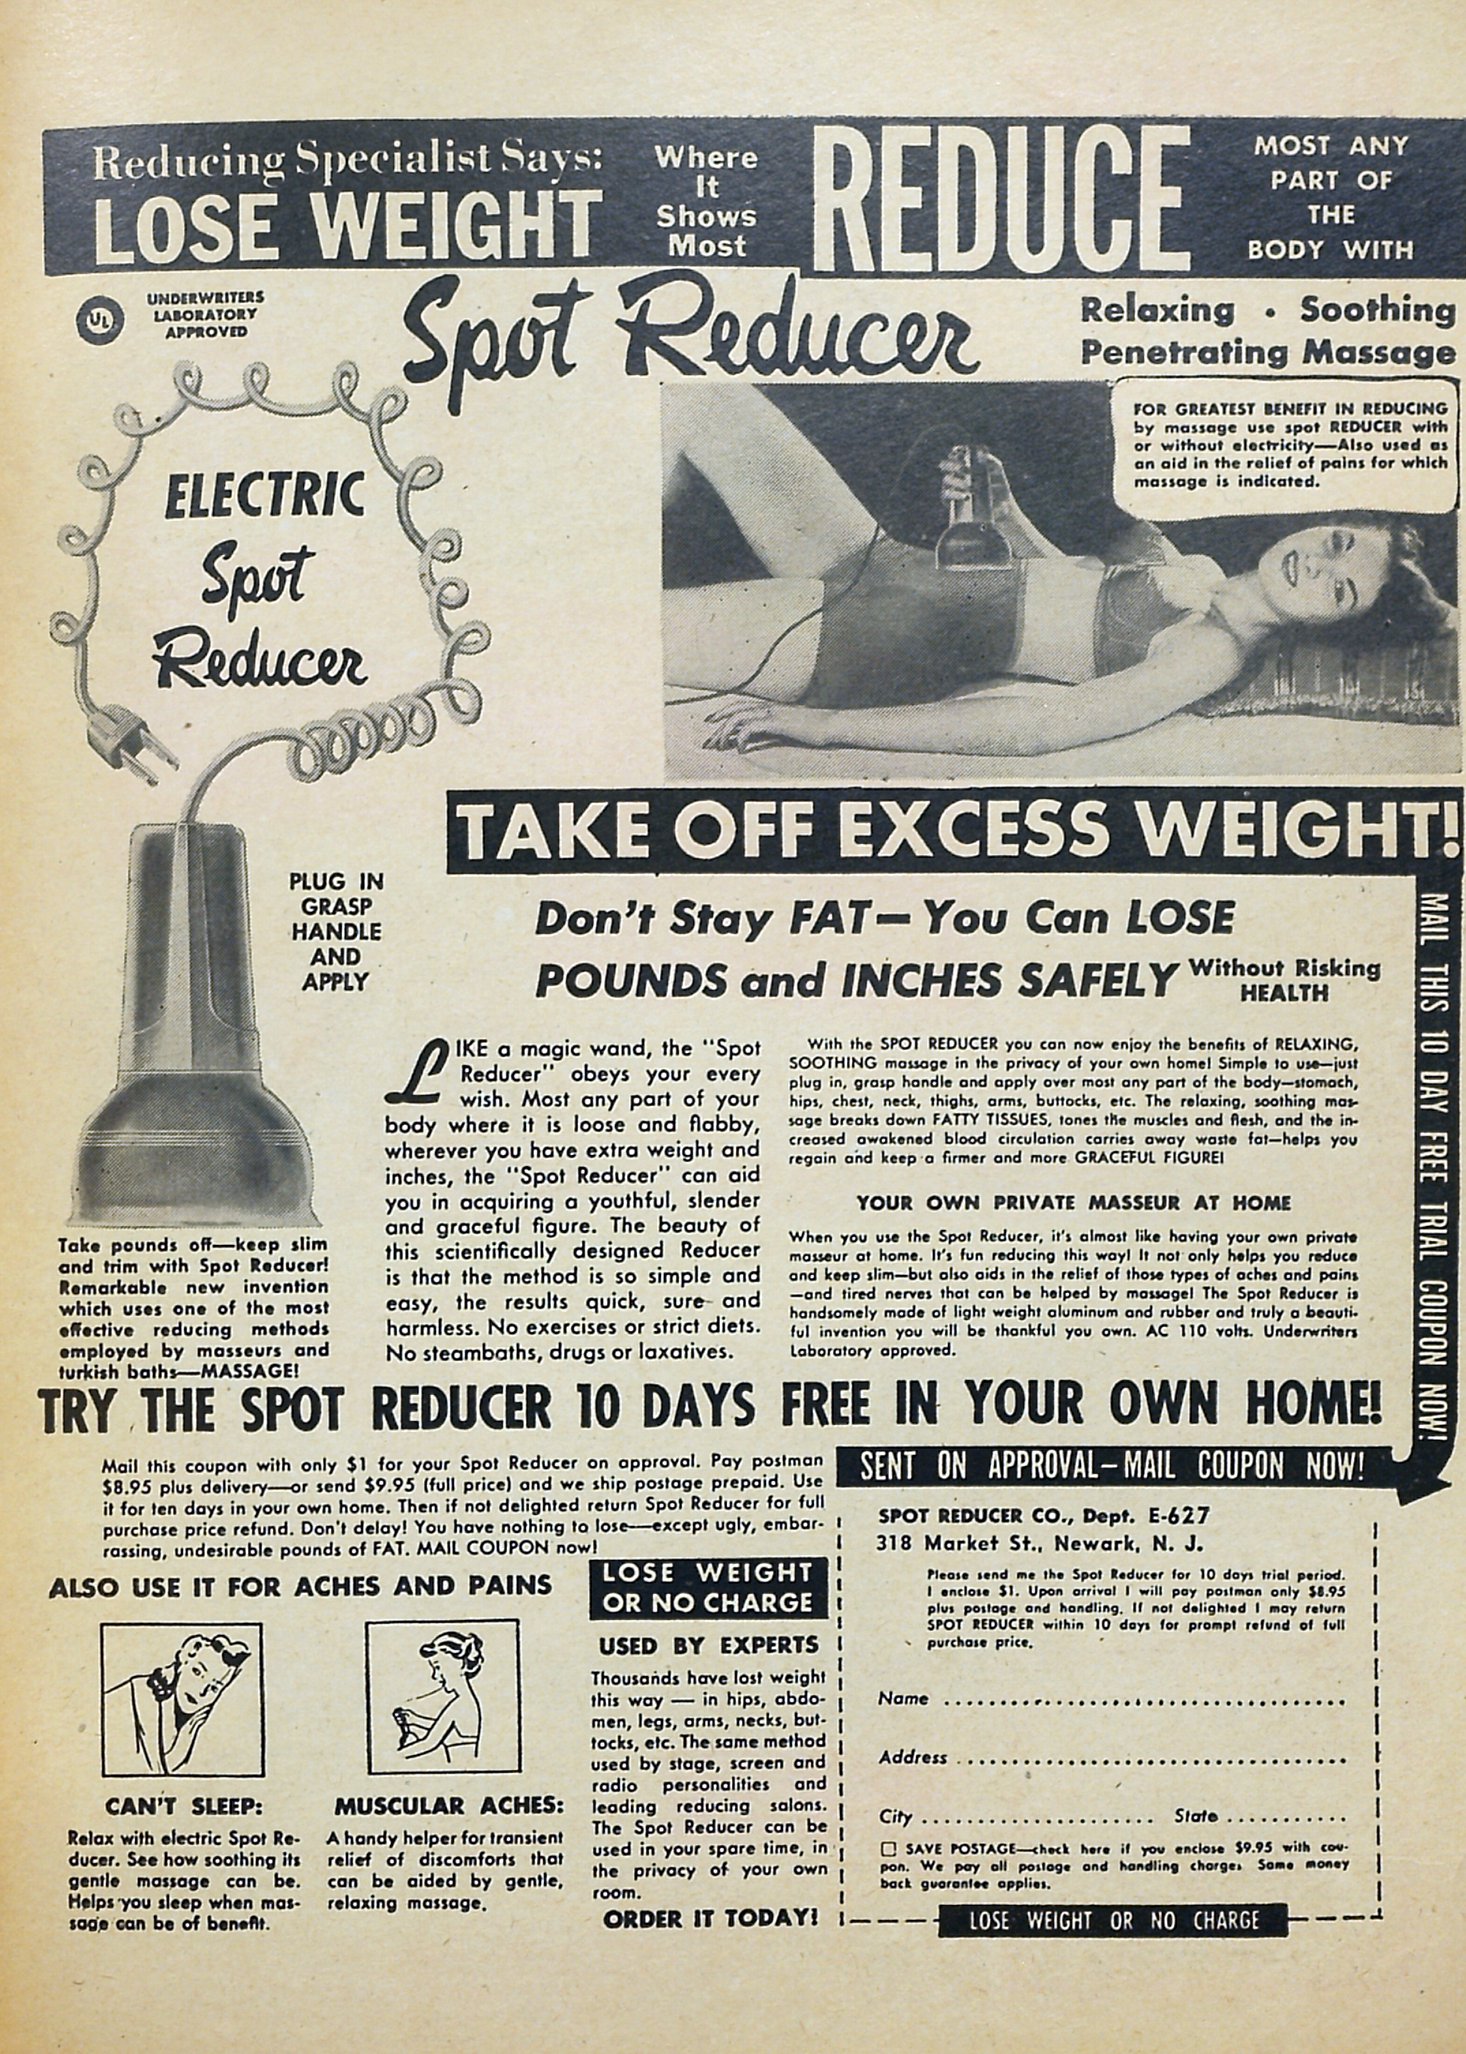 Reducing Specialist Says:
LOSE WEIGHT
Where
It
Shows
Most
REDUCE
MOST ANY
PART OF
THE
BODY WITH
UL
UNDERWRITERS
LABORATORY
APPROVED
Spot Reducer
Relaxing • Soothing
Penetrating Massage
FOR GREATEST BENEFIT IN REDUCING
by massage use spot REDUCER with
or without electricity—Also used as
an aid in the relief of pains for which
massage is indicated.
ELECTRIC
Spot
Reducer
PLUG IN
GRASP
HANDLE
AND
APPLY
TAKE OFF EXCESS WEIGHT!
MAIL THIS 10 DAY FREE TRIAL COUPON NOW!
Don't Stay FAT—You Can LOSE
POUNDS and INCHES SAFELY Without Risking
HEALTH
LIKE a magic wand, the "Spot
Reducer" obeys your every
wish. Most any part of your
body where it is loose and flabby,
wherever you have extra weight and
inches, the "Spot Reducer" can aid
you in acquiring a youthful, slender
and graceful figure. The beauty of
this scientifically designed Reducer
is that the method is so simple and
easy, the results quick, sure and
harmless. No exercises or strict diets.
No steambaths, drugs or laxatives.
With the SPOT REDUCER you can now enjoy the benefits of RELAXING,
SOOTHING massage in the privacy of your own home! Simple to use—just
plug in, grasp handle and apply over most any part of the body—stomach,
hips, chest, neck, thighs, arms, buttocks, etc. The relaxing, soothing mas-
sage breaks down FATTY TISSUES, tones the muscles and flesh, and the in-
creased awakened blood circulation carries away waste fat—helps you
regain and keep a firmer and more GRACEFUL FIGURE!
YOUR OWN PRIVATE MASSEUR AT HOME
When you use the Spot Reducer, it's almost like having your own private
masseur at home. It's fun reducing this way! It not only helps you reduce
and keep slim—but also aids in the relief of those types of aches and pains
—and tired nerves that can be helped by massage! The Spot Reducer is
handsomely made of light weight aluminum and rubber and truly a beauti-
ful invention you will be thankful you own. AC 110 volts. Underwriters
Laboratory approved.
Take pounds off—keep slim
and trim with Spot Reducer!
Remarkable new invention
which uses one of the most
effective reducing methods
employed by masseurs and
turkish baths—MASSAGE!
TRY THE SPOT REDUCER 10 DAYS FREE IN YOUR OWN HOME!
Mail this coupon with only $1 for your Spot Reducer on approval. Pay postman
$8.95 plus delivery—or send $9.95 (full price) and we ship postage prepaid. Use
it for ten days in your own home. Then if not delighted return Spot Reducer for full
purchase price refund. Don't delay! You have nothing to lose—except ugly, embar-
rassing, undesirable pounds of FAT. MAIL COUPON now!
ALSO USE IT FOR ACHES AND PAINS
CAN'T SLEEP:
Relax with electric Spot Re-
ducer. See how soothing its
gentle massage can be.
Helps you sleep when mas-
sage can be of benefit.
MUSCULAR ACHES:
A handy helper for transient
relief of discomforts that
can be aided by gentle,
relaxing massage.
LOSE WEIGHT
OR NO CHARGE
USED BY EXPERTS
Thousands have lost weight
this way — in hips, abdo-
men, legs, arms, necks, but-
tocks, etc. The same method
used by stage, screen and
radio personalities and
leading reducing salons.
The Spot Reducer can be
used in your spare time, in
the privacy of your own
room.
ORDER IT TODAY!
SENT ON APPROVAL—MAIL COUPON NOW!
SPOT REDUCER CO., Dept. E-627
318 Market St., Newark, N. J.
Please send me the Spot Reducer for 10 days trial period.
I enclose $1. Upon arrival I will pay postman only $8.95
plus postage and handling. If not delighted I may return
SPOT REDUCER within 10 days for prompt refund of full
purchase price.
Name .....................................
Address ...................................
City ...................... State ...........
☐ SAVE POSTAGE—check here if you enclose $9.95 with cou-
pon. We pay all postage and handling charges. Same money
back guarantee applies.
LOSE WEIGHT OR NO CHARGE